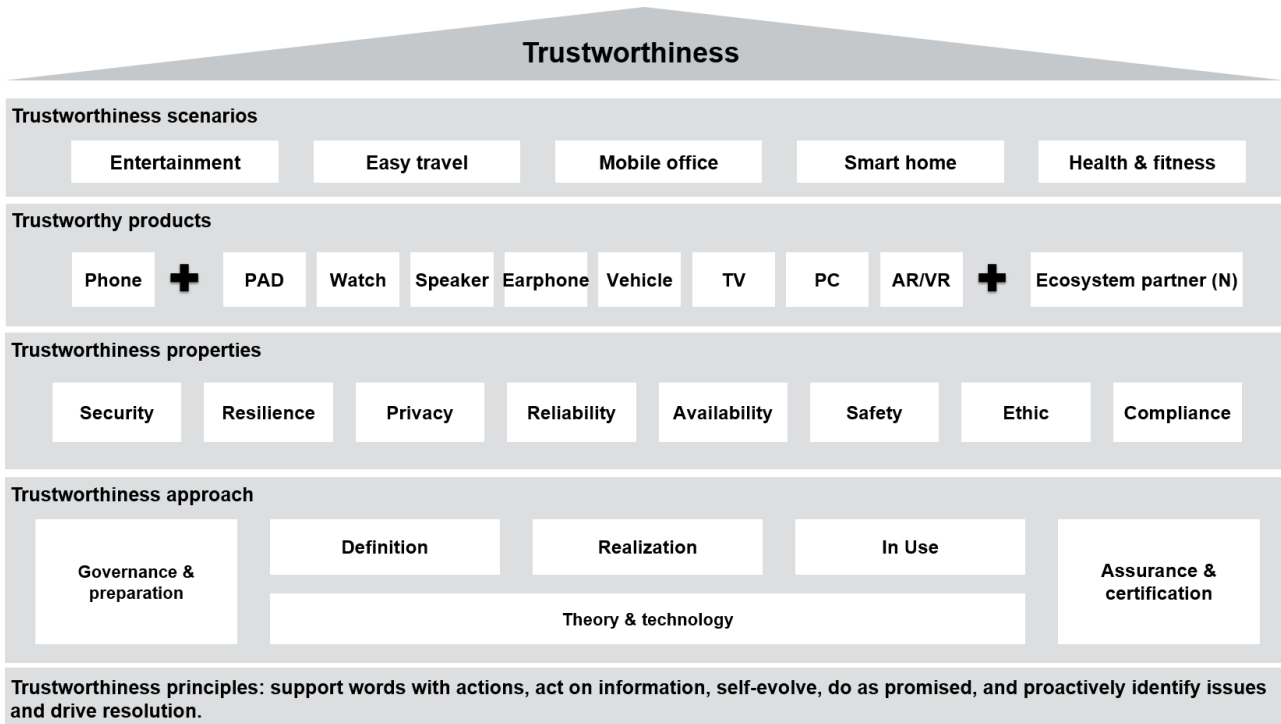 Trustworthiness
Trustworthiness scenarios
Entertainment
Easy travel
Mobile office
Smart home
Health & fitness
Trustworthy products
Phone
PAD
Watch
Speaker
Earphone
Vehicle
TV
PC
AR/VR
Ecosystem partner (N)
Trustworthiness properties
Security
Resilience
Privacy
Reliability
Availability
Safety
Ethic
Compliance
Trustworthiness approach
Governance &
preparation
Definition
Realization
In Use
Theory & technology
Assurance &
certification
Trustworthiness principles: support words with actions, act on information, self-evolve, do as promised, and proactively identify issues
and drive resolution.